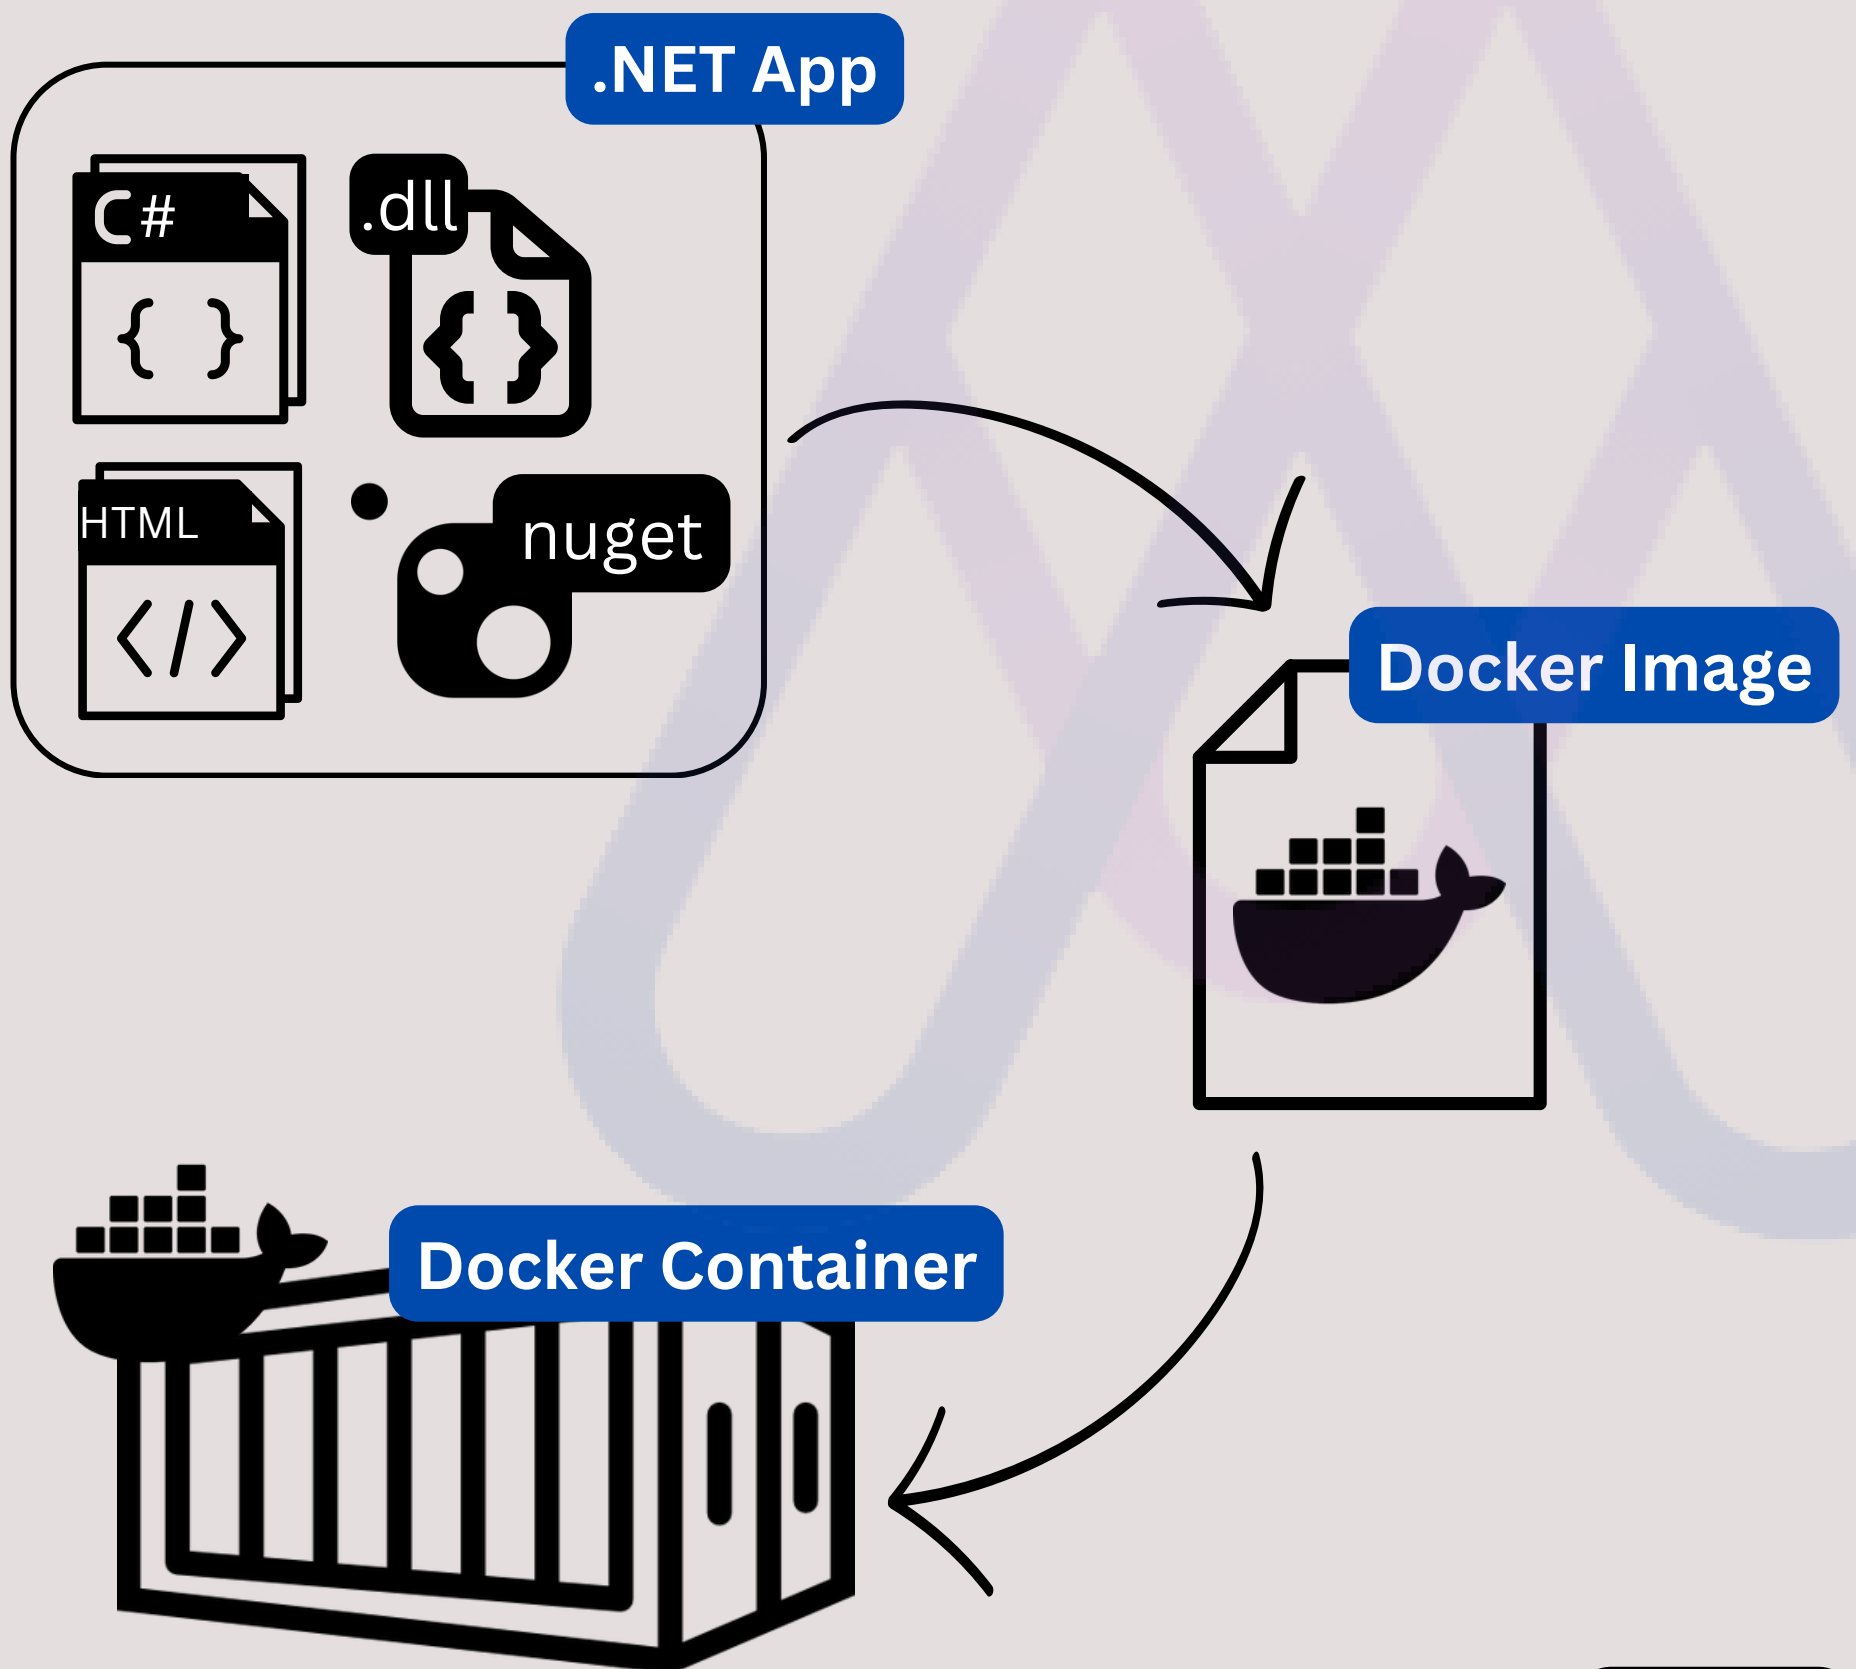 .NET App
C#
.dll
{ }
{ }
HTML
nuget
</>
Docker Image
Docker Container